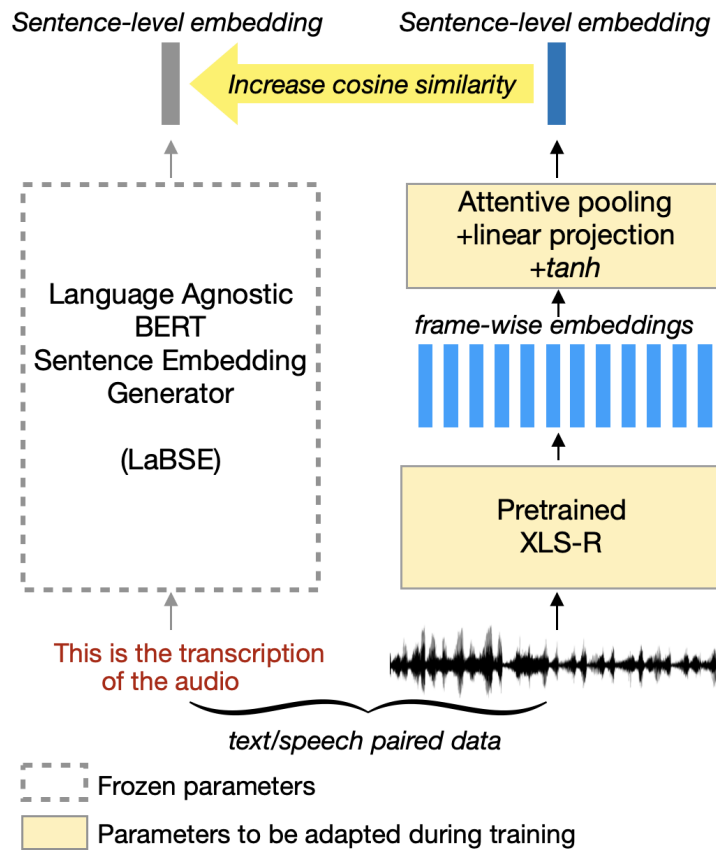 Sentence-level embedding
Sentence-level embedding
Increase cosine similarity
Language Agnostic
BERT
Sentence Embedding
Generator
(LaBSE)
Attentive pooling
+linear projection
+tanh
frame-wise embeddings
Pretrained
XLS-R
This is the transcription
of the audio
text/speech paired data
Frozen parameters
Parameters to be adapted during training